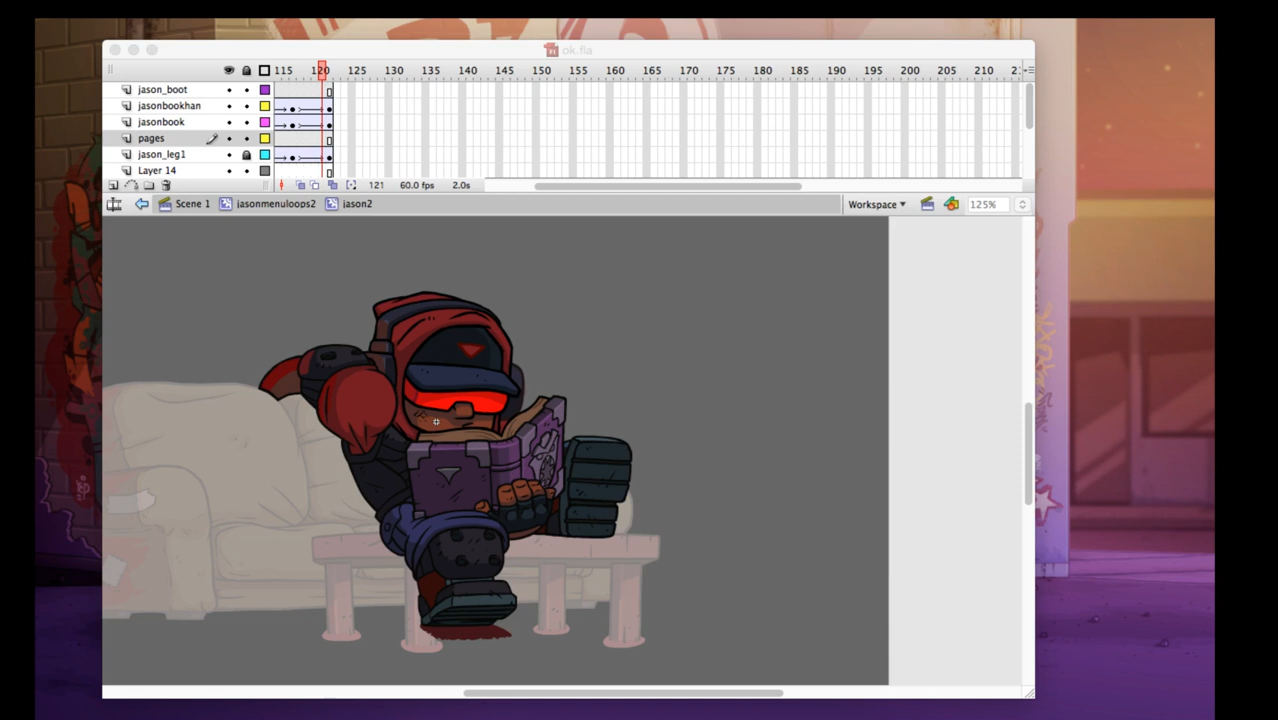 ok.fla
115 120 125 130 135 140 145 150 155 160 165 170 175 180 185 190 195 200 205 210
jason_boot
jasonbookhan
jasonbook
pages
jason_leg1
Layer 14
121 60.0 fps 2.0s
Scene 1 jasonmenuloops2 jason2 Workspace 125%